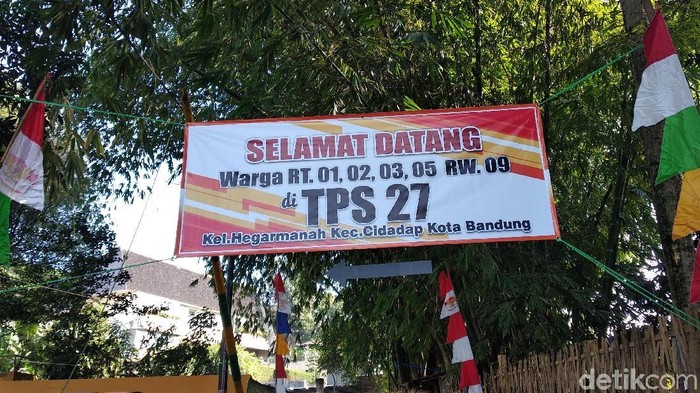 SELAMAT DATANG
Warga RT. 01, 02, 03, 05 RW. 09
di TPS 27
Kel.Hegarmanah Kec.Cidadap Kota Bandung
detikcom